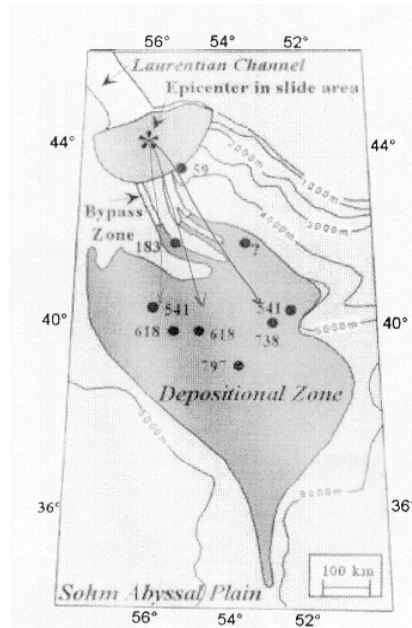 56° 54° 52°
Laurentian Channel
Epicenter in slide area
44° 44°
59
2000m
1000m
3000m
4000m
Bypass
Zone
183 ?
541 541
40° 40°
5000m
618 618 738
797
Depositional Zone
5000m
36° 36°
100 km
Sohm Abyssal Plain
56° 54° 52°